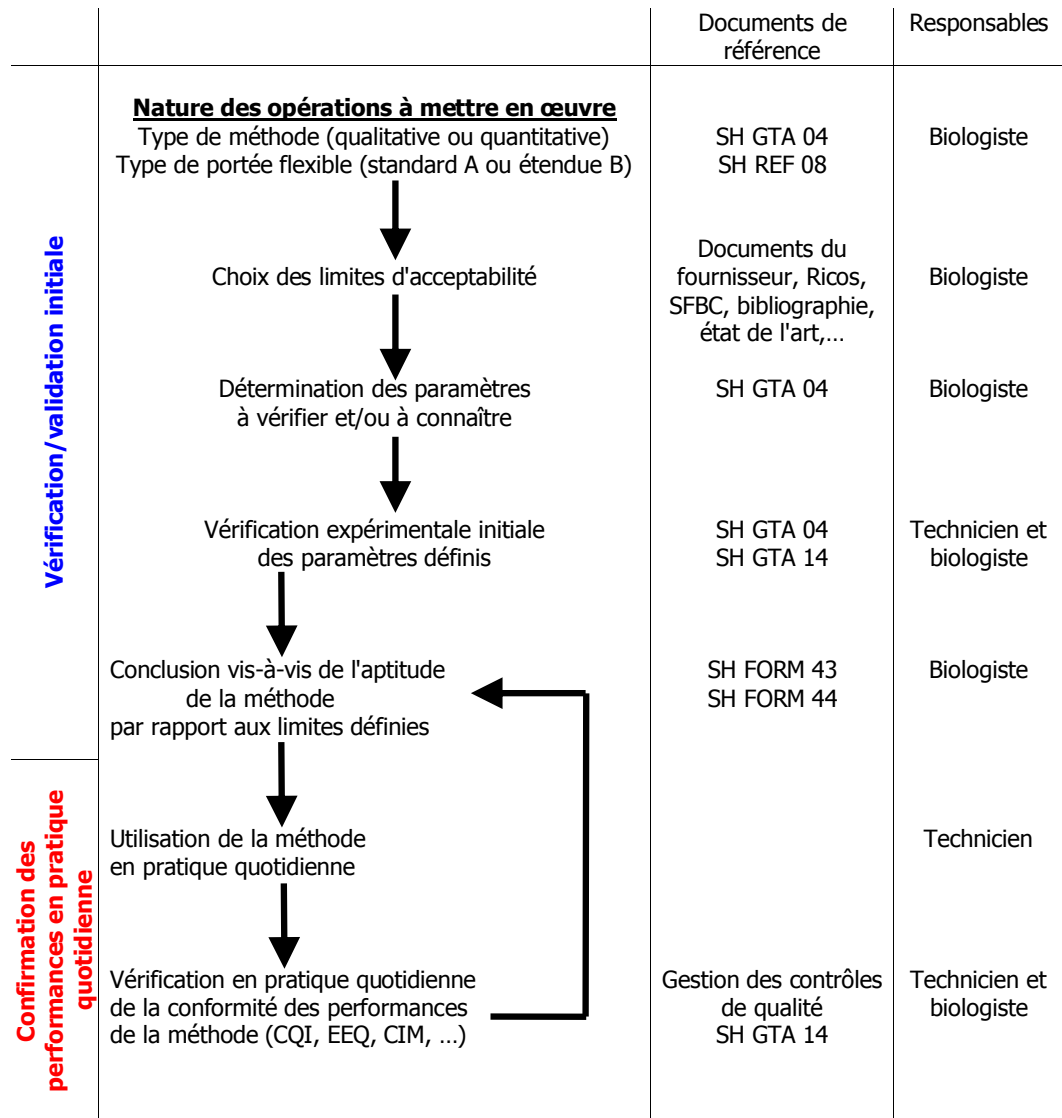 Documents de
référence
Responsables
Vérification/validation initiale
Nature des opérations à mettre en œuvre
Type de méthode (qualitative ou quantitative)
Type de portée flexible (standard A ou étendue B)
SH GTA 04
SH REF 08
Biologiste
Choix des limites d'acceptabilité
Documents du
fournisseur, Ricos,
SFBC, bibliographie,
état de l'art,...
Biologiste
Détermination des paramètres
à vérifier et/ou à connaître
SH GTA 04
Biologiste
Vérification expérimentale initiale
des paramètres définis
SH GTA 04
SH GTA 14
Technicien et
biologiste
Conclusion vis-à-vis de l'aptitude
de la méthode
par rapport aux limites définies
SH FORM 43
SH FORM 44
Biologiste
Confirmation des
performances en pratique
quotidienne
Utilisation de la méthode
en pratique quotidienne
Technicien
Vérification en pratique quotidienne
de la conformité des performances
de la méthode (CQI, EEQ, CIM, ...)
Gestion des contrôles
de qualité
SH GTA 14
Technicien et
biologiste